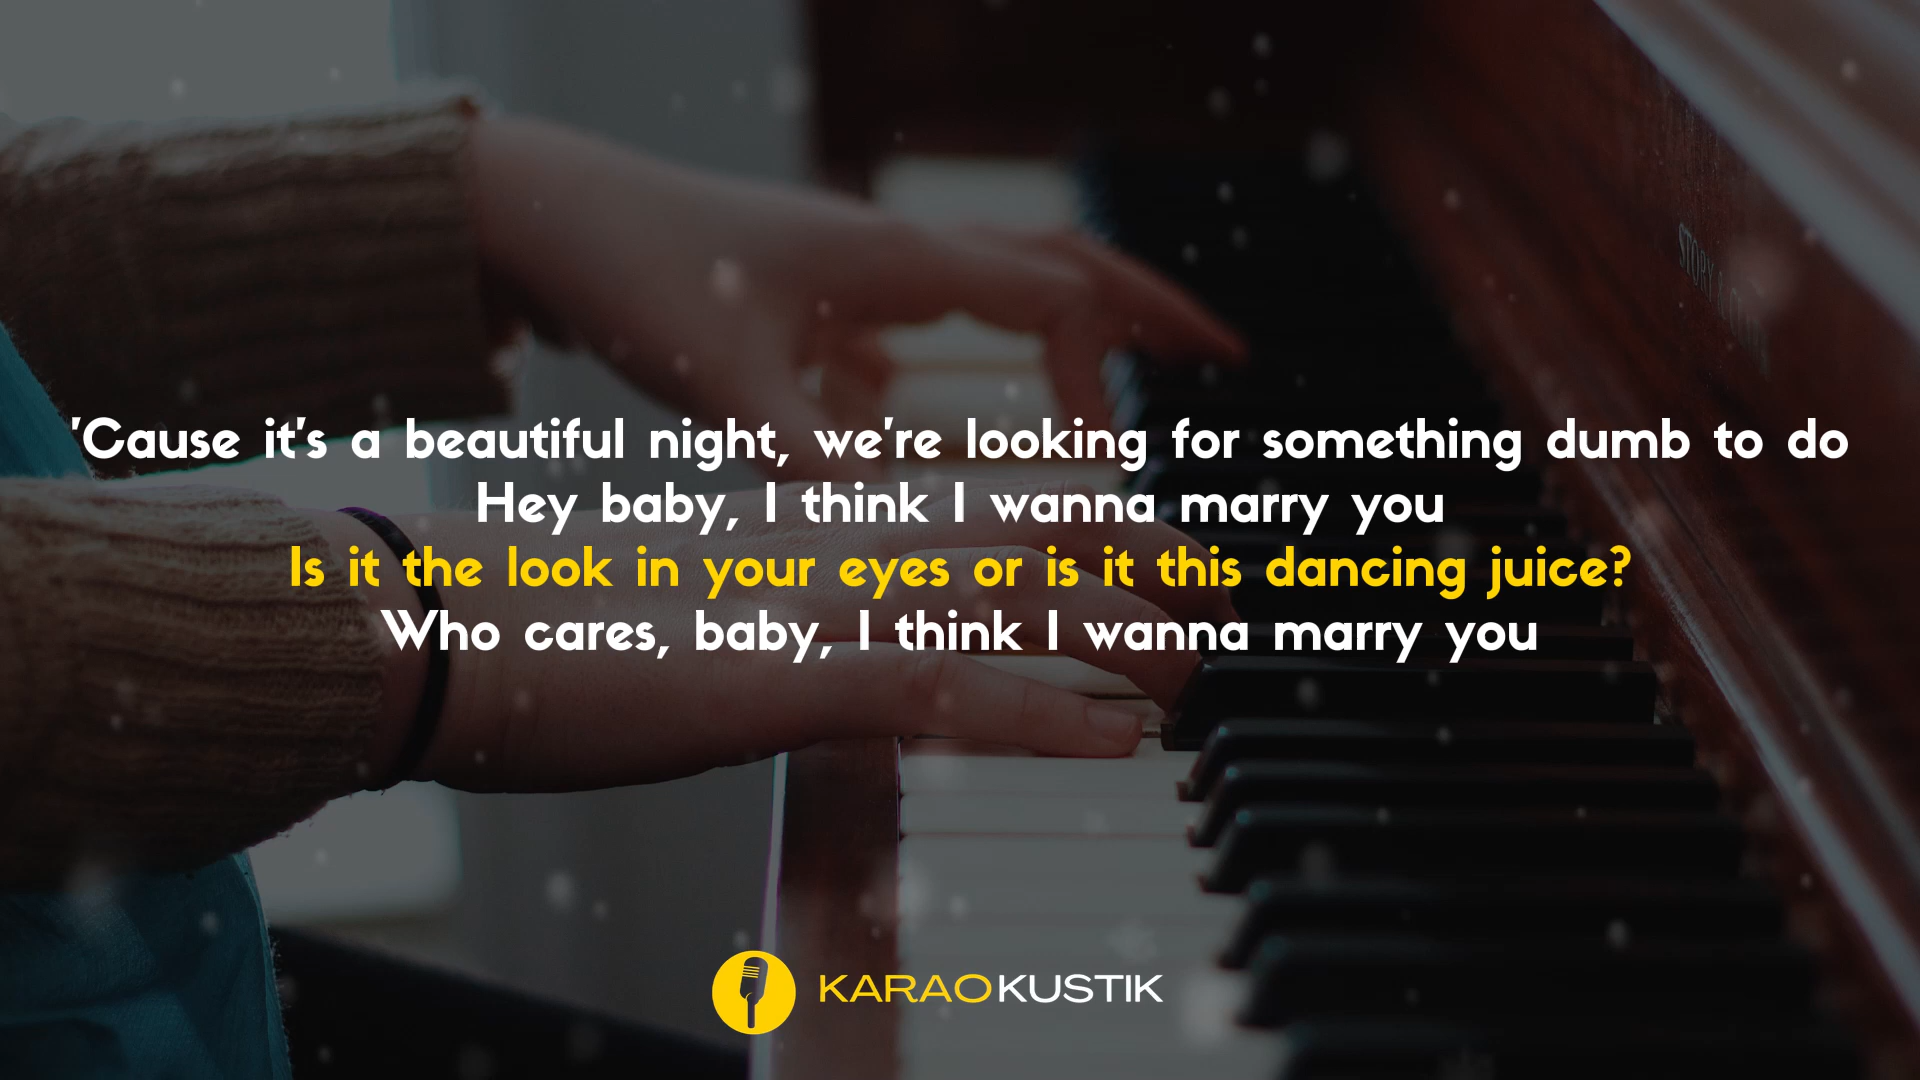 STORY &
'Cause it's a beautiful night, we're looking for something dumb to do
Hey baby, I think I wanna marry you
Is it the look in your eyes or is it this dancing juice?
Who cares, baby, I think I wanna marry you
KARAOKUSTIK